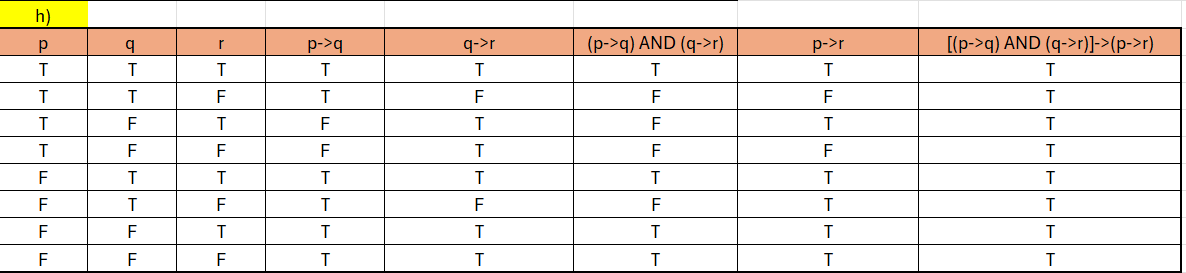 h)
p q r p->q q->r (p->q) AND (q->r) p->r [(p->q) AND (q->r)]->(p->r)
T T T T T T T T
T T F T F F F T
T F T F T F T T
T F F F T F F T
F T T T T T T T
F T F T F F T T
F F T T T T T T
F F F T T T T T